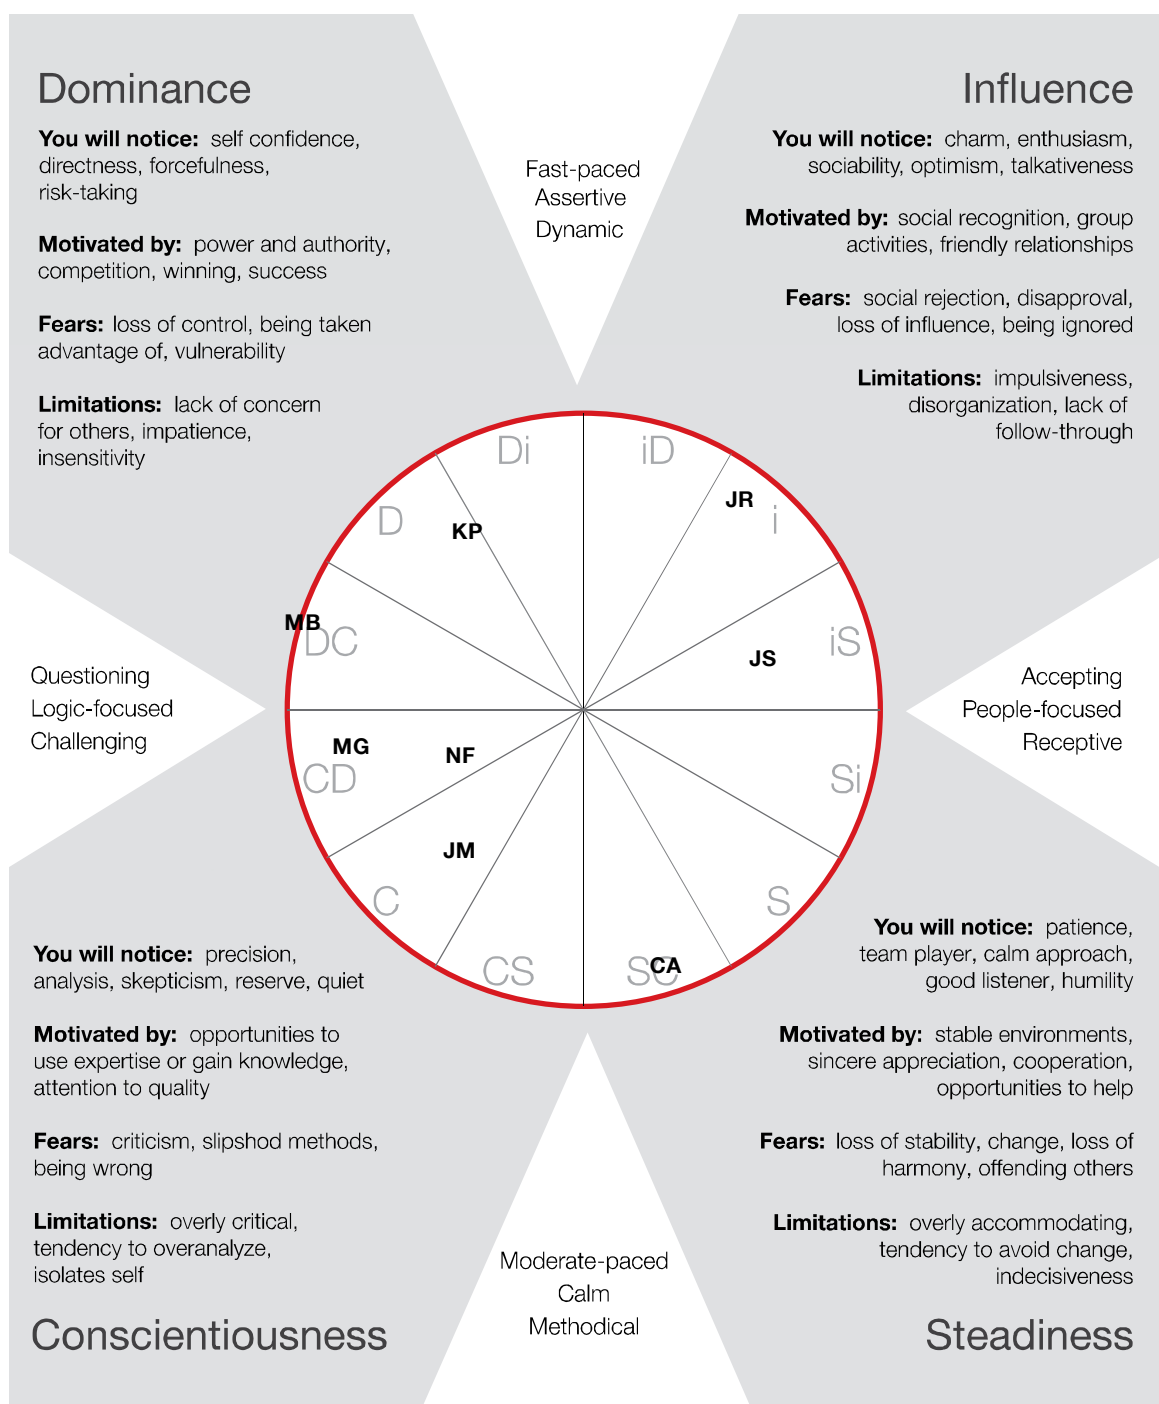 Dominance
You will notice: self confidence,
directness, forcefulness,
risk-taking
Motivated by: power and authority,
competition, winning, success
Fears: loss of control, being taken
advantage of, vulnerability
Limitations: lack of concern
for others, impatience,
insensitivity
Fast-paced
Assertive
Dynamic
Influence
You will notice: charm, enthusiasm,
sociability, optimism, talkativeness
Motivated by: social recognition, group
activities, friendly relationships
Fears: social rejection, disapproval,
loss of influence, being ignored
Limitations: impulsiveness,
disorganization, lack of
follow-through
Di
iD
D
KP
JR
i
MB
DC
JS
iS
Questioning
Logic-focused
Challenging
Accepting
People-focused
Receptive
MG
NF
CD
Si
JM
C
S
CS
SC
CA
You will notice: precision,
analysis, skepticism, reserve, quiet
Motivated by: opportunities to
use expertise or gain knowledge,
attention to quality
Fears: criticism, slipshod methods,
being wrong
Limitations: overly critical,
tendency to overanalyze,
isolates self
Conscientiousness
Moderate-paced
Calm
Methodical
You will notice: patience,
team player, calm approach,
good listener, humility
Motivated by: stable environments,
sincere appreciation, cooperation,
opportunities to help
Fears: loss of stability, change, loss of
harmony, offending others
Limitations: overly accommodating,
tendency to avoid change,
indecisiveness
Steadiness